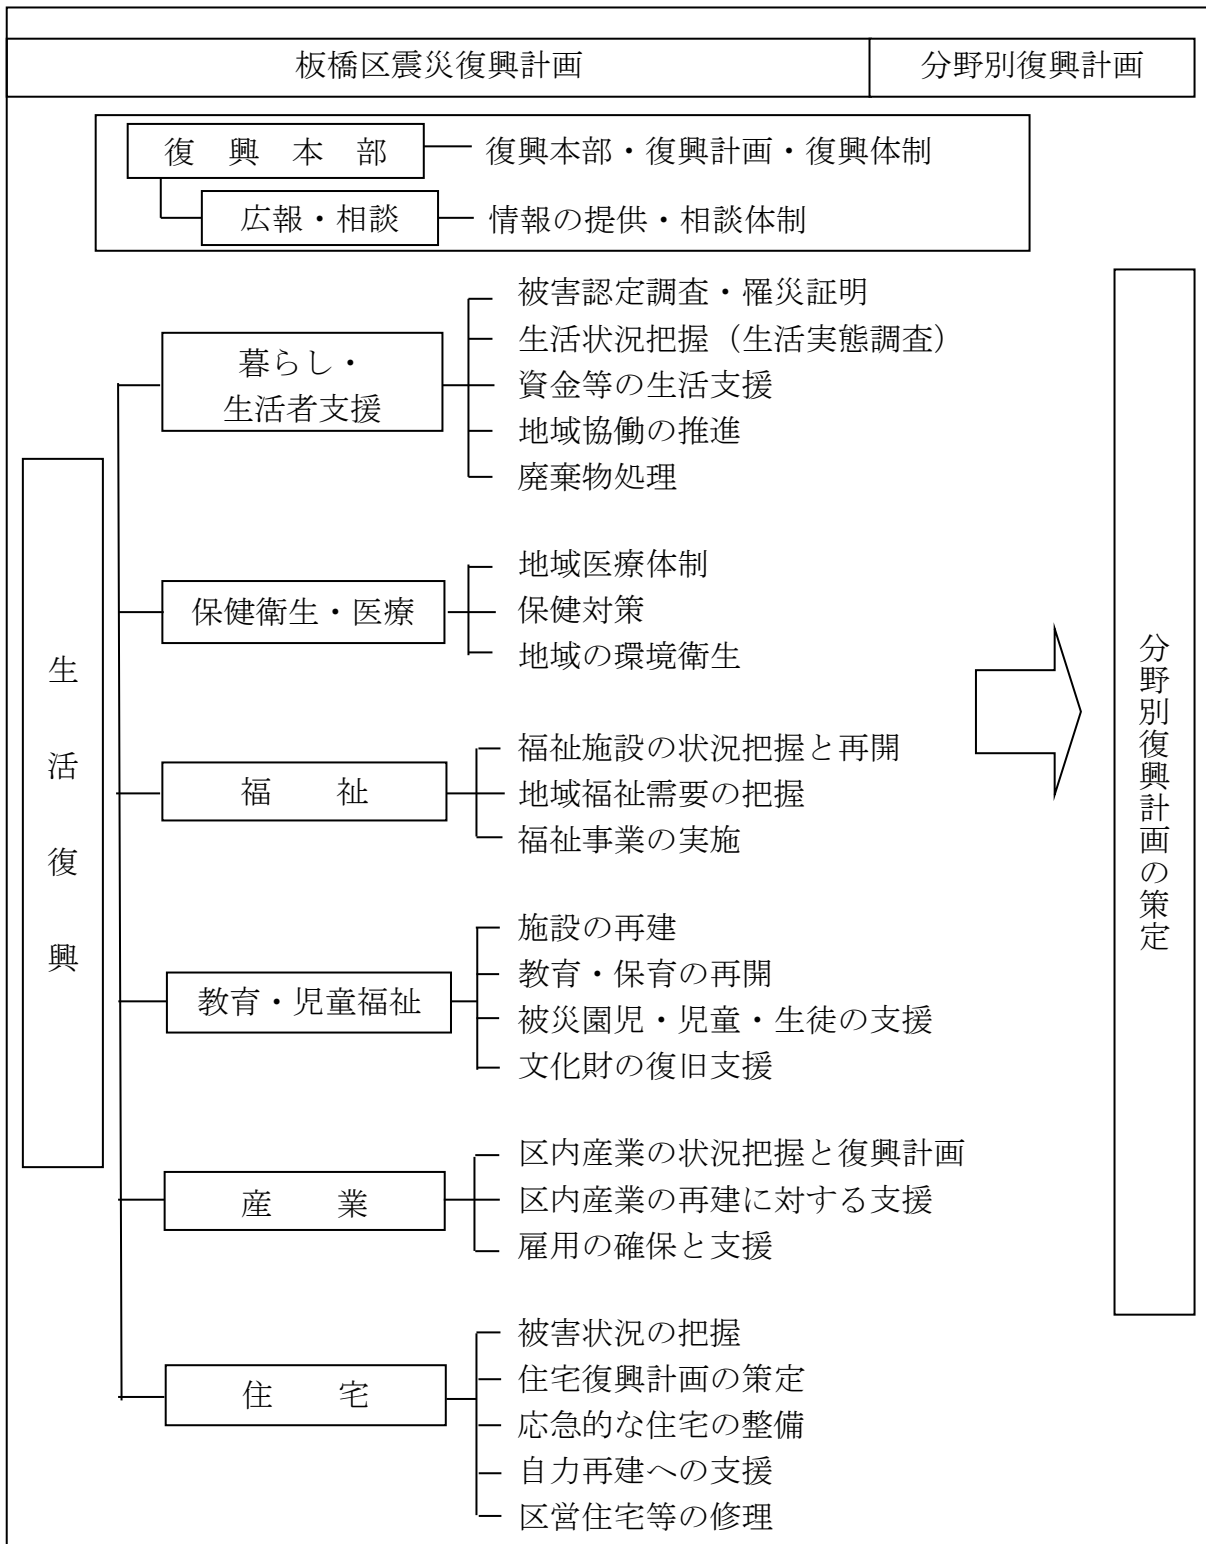 板橋区震災復興計画
分野別復興計画
復興本部
復興本部・復興計画・復興体制
広報・相談
情報の提供・相談体制
生活復興
暮らし・
生活者支援
被害認定調査・罹災証明
生活状況把握（生活実態調査）
資金等の生活支援
地域協働の推進
廃棄物処理
保健衛生・医療
地域医療体制
保健対策
地域の環境衛生
福祉
福祉施設の状況把握と再開
地域福祉需要の把握
福祉事業の実施
教育・児童福祉
施設の再建
教育・保育の再開
被災園児・児童・生徒の支援
文化財の復旧支援
産業
区内産業の状況把握と復興計画
区内産業の再建に対する支援
雇用の確保と支援
住宅
被害状況の把握
住宅復興計画の策定
応急的な住宅の整備
自力再建への支援
区営住宅等の修理
分野別復興計画の策定